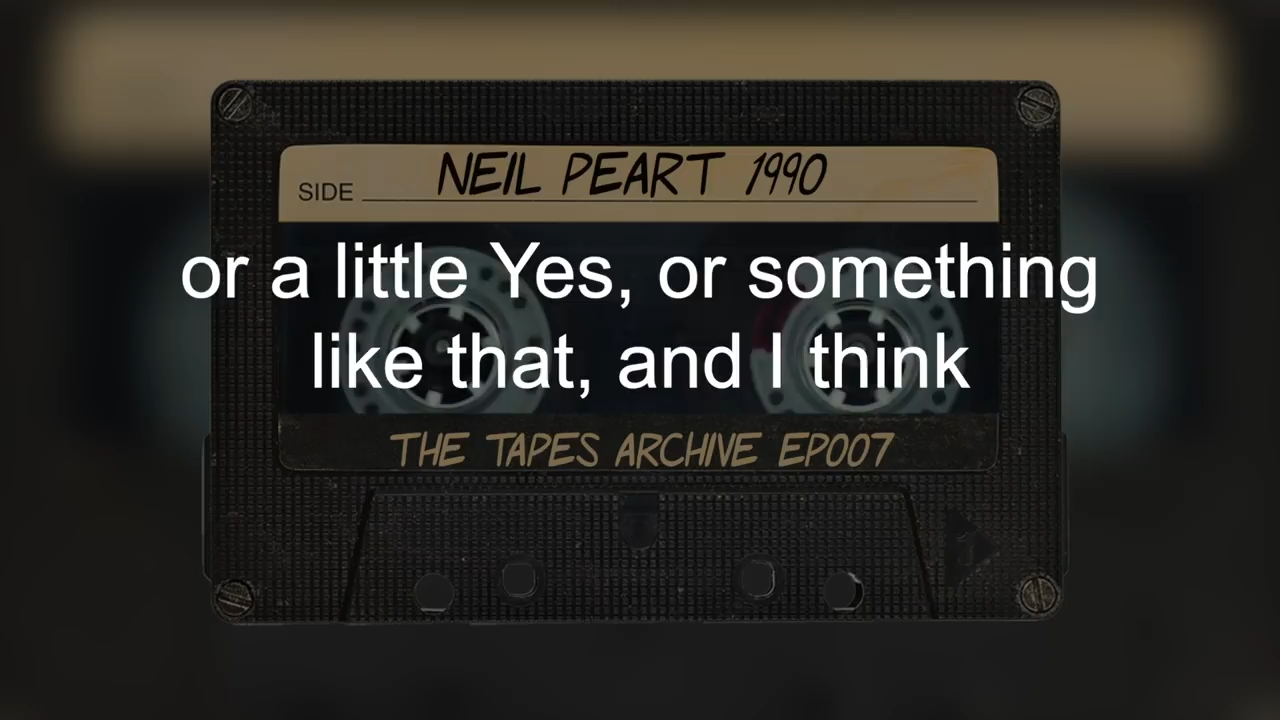 NEIL PEART 1990
SIDE
or a little Yes, or something
like that, and I think
THE TAPES ARCHIVE EP007